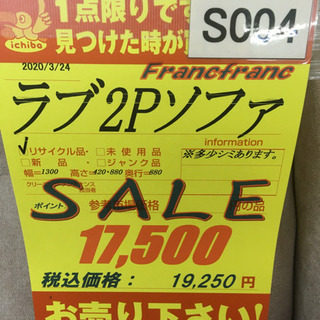 1点限りです
見つけた時が
ichiba
S004
2020/3/24
Francfranc
ラブ2Pソファ
information
✓リサイクル品・□未使用品
□新品・□ジャンク品
※多少シミあります。
幅=1300 高さ=420・880 奥行=880
ポイント
SALE
17,500
税込価格： 19,250 円
お売り下さい!